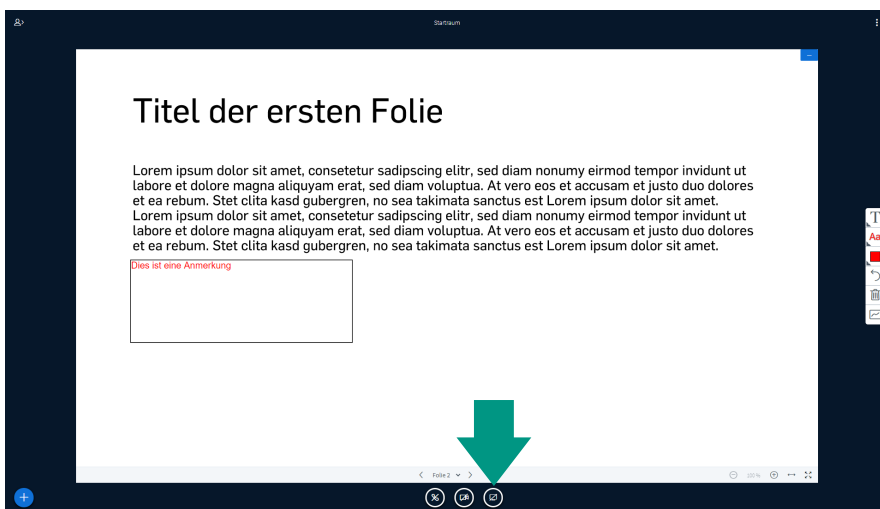 Startraum
Titel der ersten Folie
Lorem ipsum dolor sit amet, consetetur sadipscing elitr, sed diam nonumy eirmod tempor invidunt ut
labore et dolore magna aliquyam erat, sed diam voluptua. At vero eos et accusam et justo duo dolores
et ea rebum. Stet clita kasd gubergren, no sea takimata sanctus est Lorem ipsum dolor sit amet.
Lorem ipsum dolor sit amet, consetetur sadipscing elitr, sed diam nonumy eirmod tempor invidunt ut
labore et dolore magna aliquyam erat, sed diam voluptua. At vero eos et accusam et justo duo dolores
et ea rebum. Stet clita kasd gubergren, no sea takimata sanctus est Lorem ipsum dolor sit amet.
Dies ist eine Anmerkung
T
Aa
Folie 2
100%